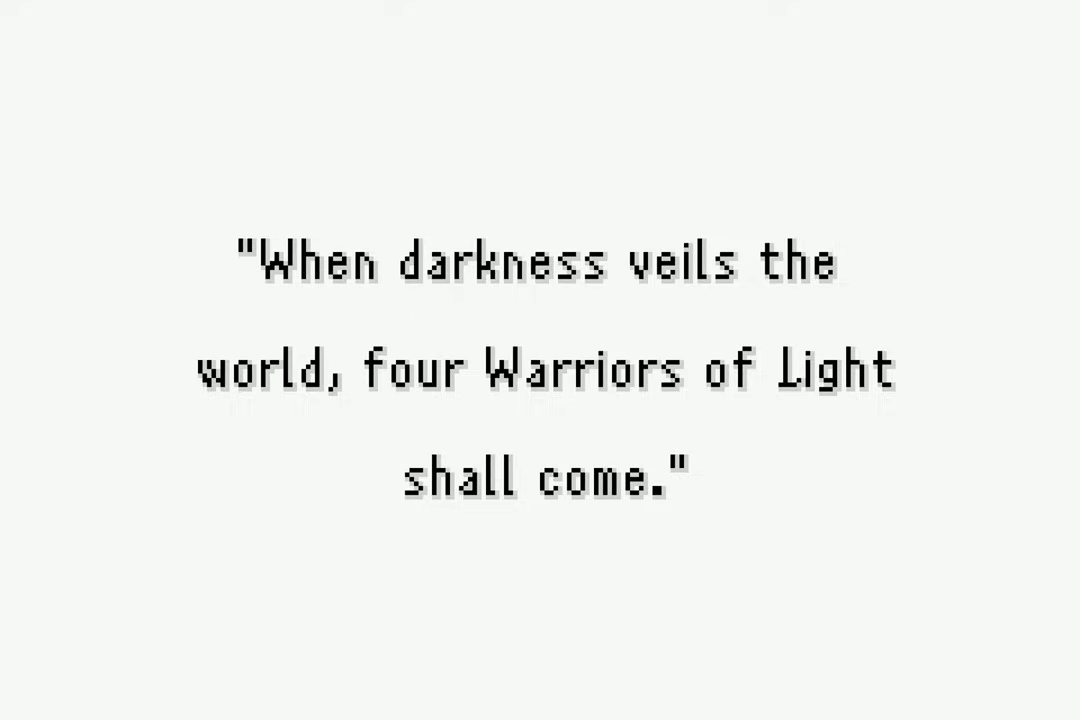 "When darkness veils the
world, four Warriors of Light
shall come."